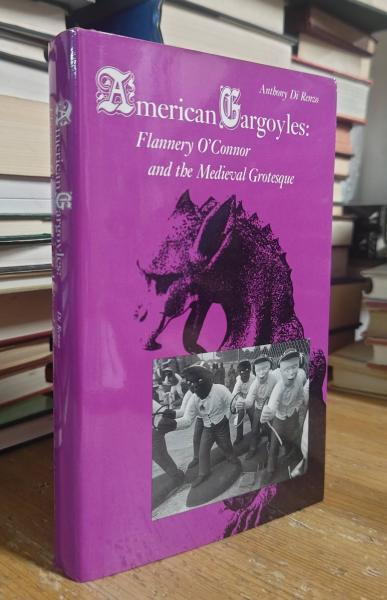 Anthony Di Renzo
American Gargoyles:
Flannery O'Connor
and the Medieval Grotesque
American Gargoyles:
Di Renzo